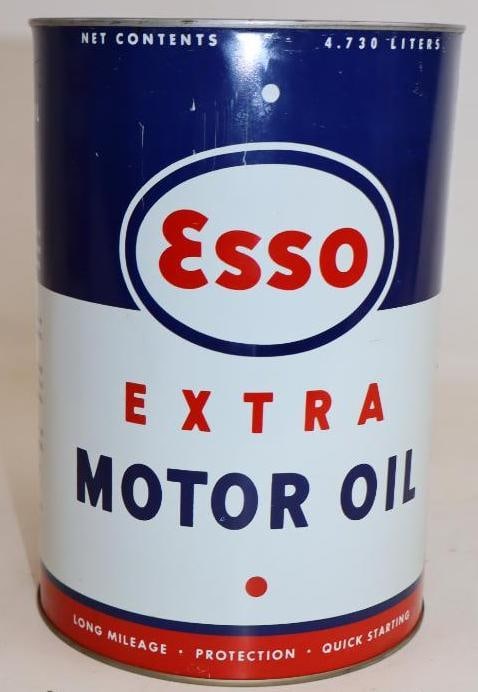 NET CONTENTS 4.730 LITERS
Esso
EXTRA
MOTOR OIL
LONG MILEAGE · PROTECTION · QUICK STARTING